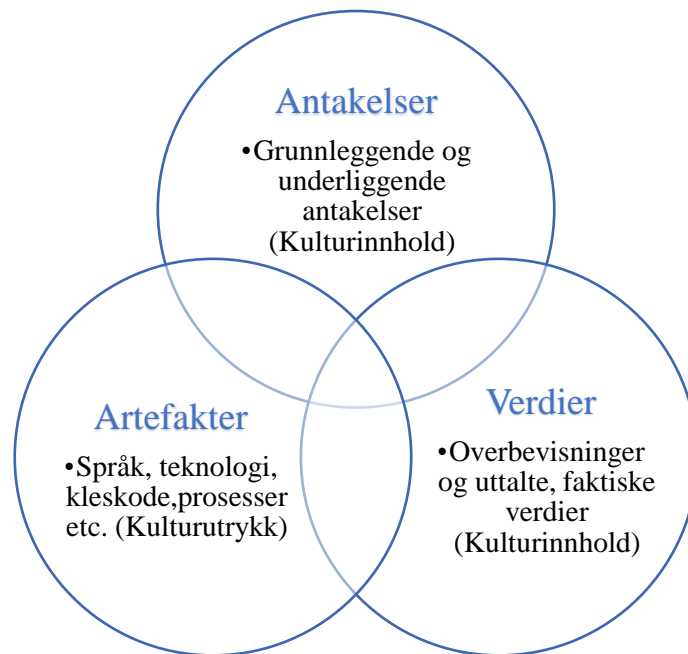 Antakelser
•Grunnleggende og
underliggende
antakelser
(Kulturinnhold)
Artefakter
•Språk, teknologi,
kleskode,prosesser
etc. (Kulturutrykk)
Verdier
•Overbevisninger
og uttalte, faktiske
verdier
(Kulturinnhold)